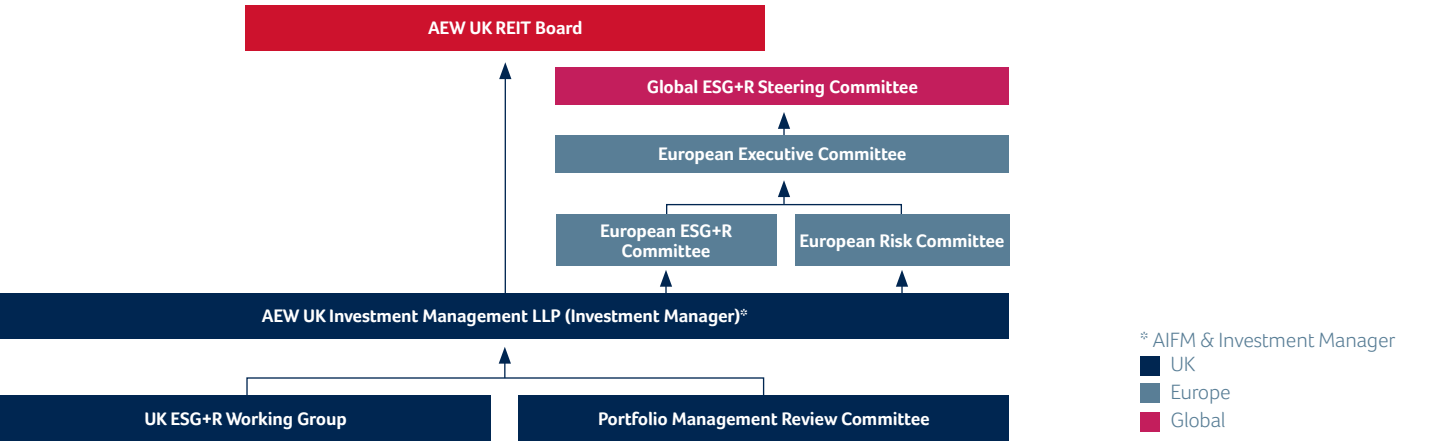 AEW UK REIT Board
Global ESG+R Steering Committee
European Executive Committee
European ESG+R
Committee
European Risk Committee
AEW UK Investment Management LLP (Investment Manager)*
UK ESG+R Working Group
Portfolio Management Review Committee
* AIFM & Investment Manager
UK
Europe
Global